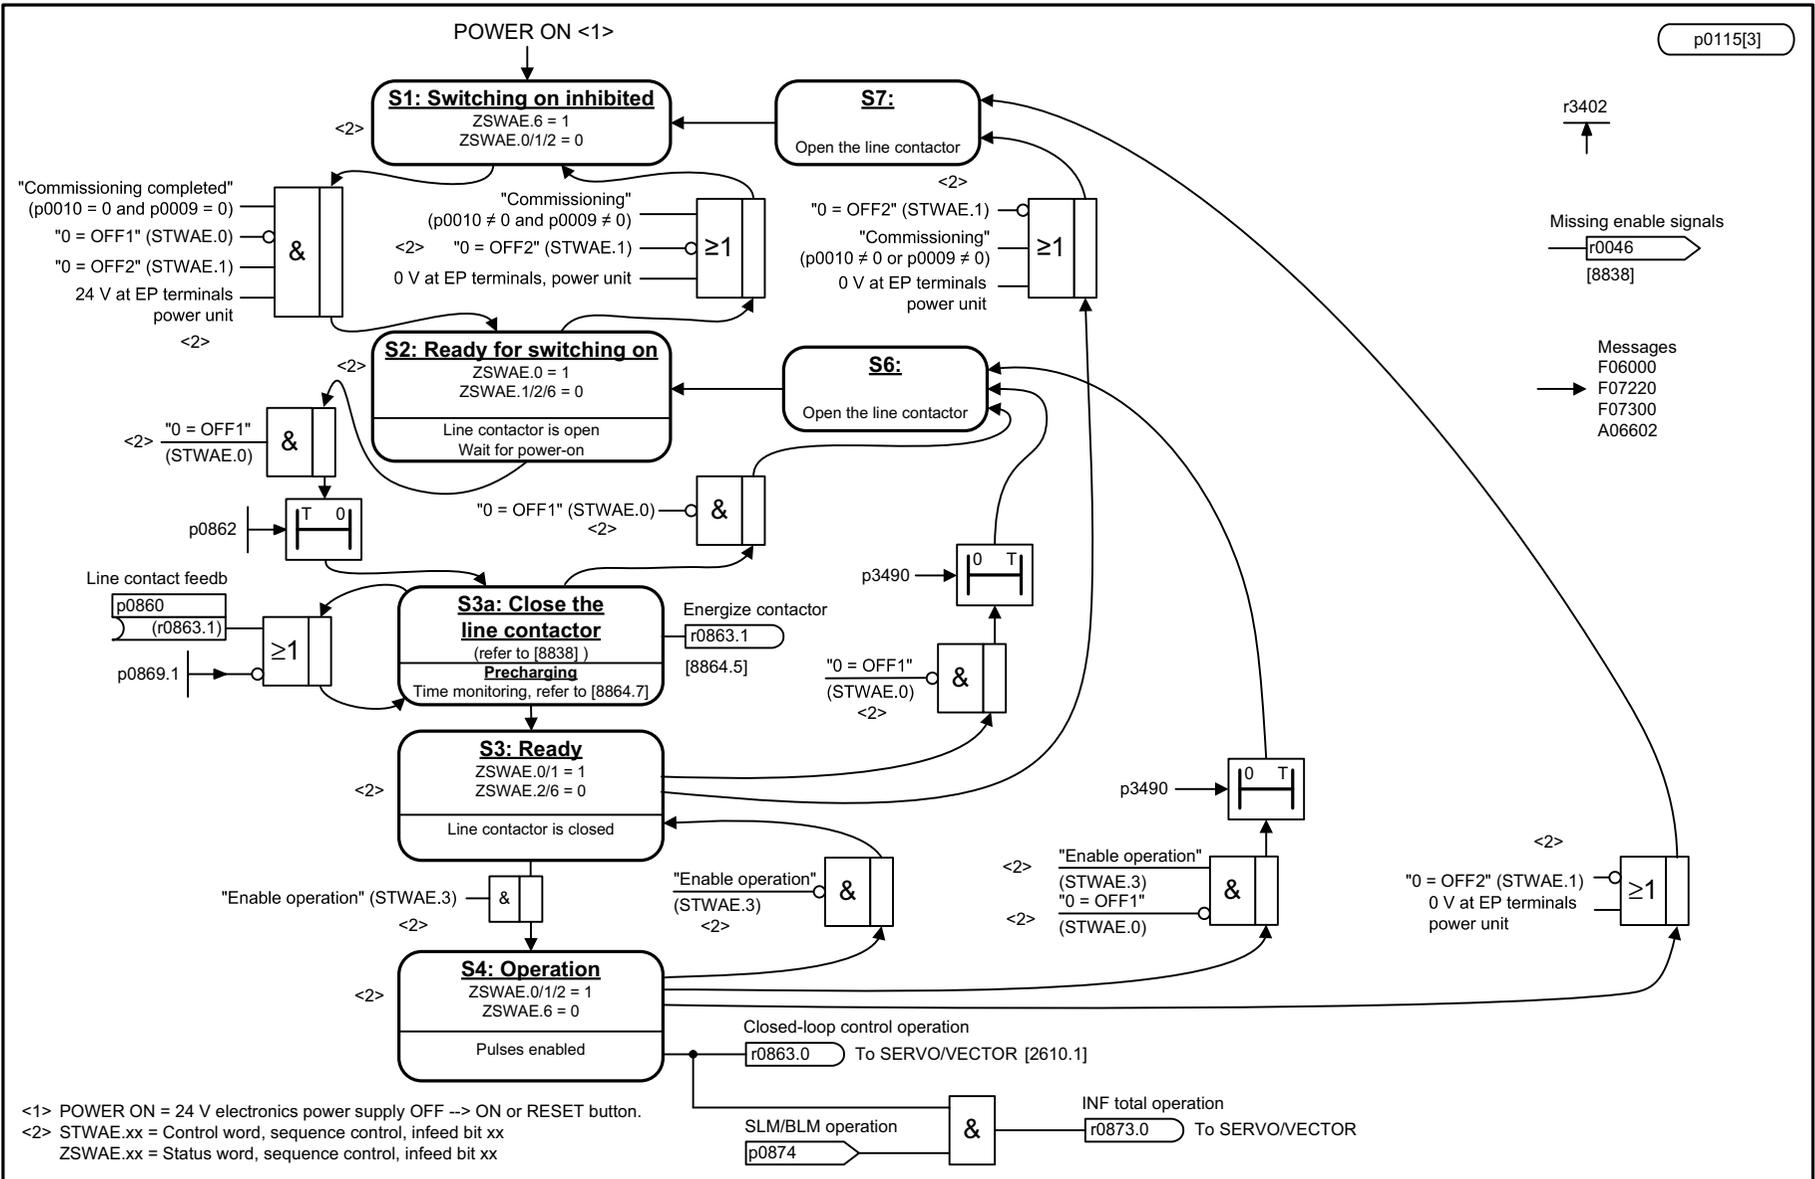 POWER ON <1>
p0115[3]
S1: Switching on inhibited
ZSWAE.6 = 1
ZSWAE.0/1/2 = 0
<2>
S7:
Open the line contactor
r3402
"Commissioning completed"
(p0010 = 0 and p0009 = 0)
"0 = OFF1" (STWAE.0)
"0 = OFF2" (STWAE.1)
24 V at EP terminals
power unit
<2>
&
"Commissioning"
(p0010 ≠ 0 and p0009 ≠ 0)
<2> "0 = OFF2" (STWAE.1)
0 V at EP terminals, power unit
≥1
<2>
"0 = OFF2" (STWAE.1)
"Commissioning"
(p0010 ≠ 0 or p0009 ≠ 0)
0 V at EP terminals
power unit
≥1
Missing enable signals
r0046
[8838]
S2: Ready for switching on
ZSWAE.0 = 1
ZSWAE.1/2/6 = 0
Line contactor is open
Wait for power-on
<2>
S6:
Open the line contactor
Messages
F06000
F07220
F07300
A06602
<2> "0 = OFF1"
(STWAE.0)
&
"0 = OFF1" (STWAE.0)
<2>
&
p0862
T 0
p3490
0 T
Line contact feedb
p0860
(r0863.1)
p0869.1
≥1
S3a: Close the
line contactor
(refer to [8838] )
Precharging
Time monitoring, refer to [8864.7]
Energize contactor
r0863.1
[8864.5]
"0 = OFF1"
(STWAE.0)
<2>
&
S3: Ready
ZSWAE.0/1 = 1
ZSWAE.2/6 = 0
Line contactor is closed
<2>
p3490
0 T
"Enable operation" (STWAE.3)
<2>
&
"Enable operation"
(STWAE.3)
<2>
&
<2> "Enable operation"
(STWAE.3)
<2> "0 = OFF1"
(STWAE.0)
&
<2>
"0 = OFF2" (STWAE.1)
0 V at EP terminals
power unit
≥1
S4: Operation
ZSWAE.0/1/2 = 1
ZSWAE.6 = 0
Pulses enabled
<2>
Closed-loop control operation
r0863.0 To SERVO/VECTOR [2610.1]
SLM/BLM operation
p0874
&
INF total operation
r0873.0 To SERVO/VECTOR
<1> POWER ON = 24 V electronics power supply OFF --> ON or RESET button.
<2> STWAE.xx = Control word, sequence control, infeed bit xx
ZSWAE.xx = Status word, sequence control, infeed bit xx